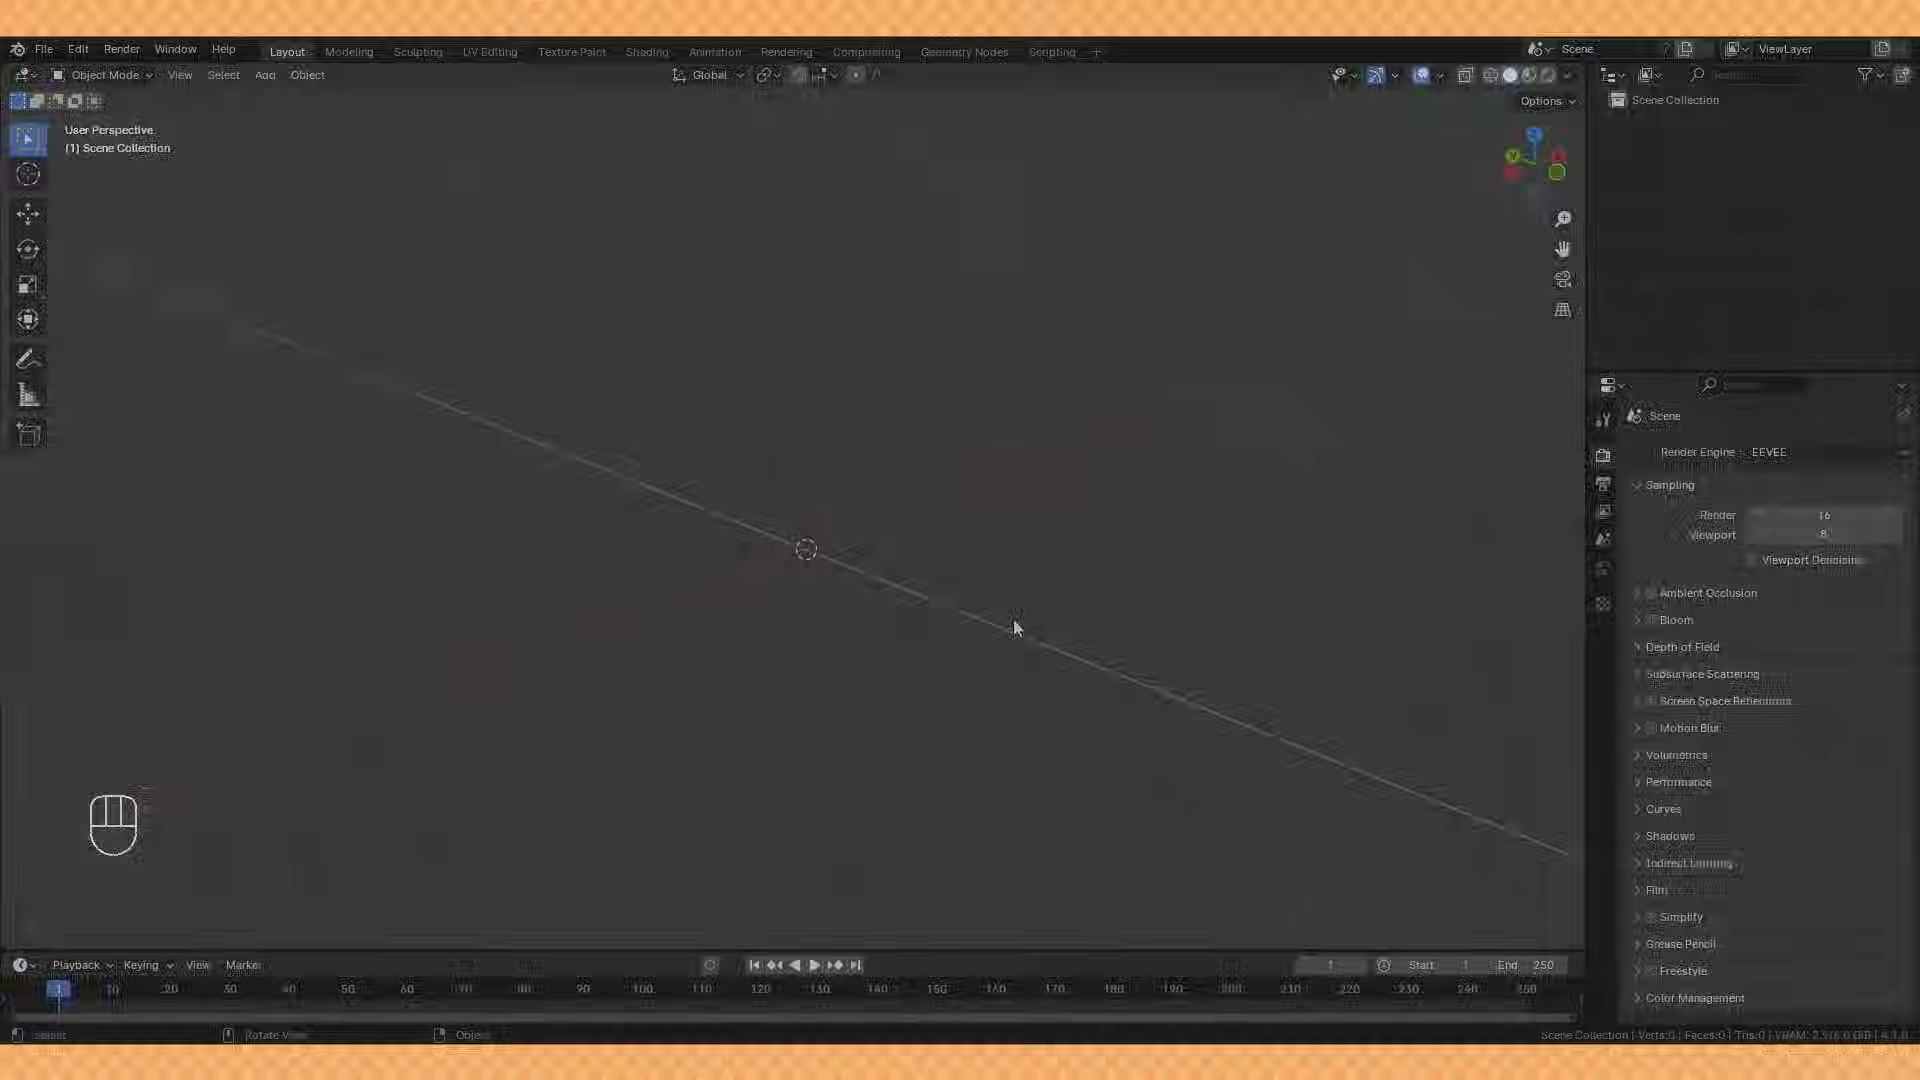 File Edit Render Window Help Layout Modeling Sculpting UV Editing Texture Paint Shading Animation Rendering Compositing Geometry Nodes Scripting + Scene ViewLayer
Object Mode View Select Add Object Global
Options
Scene Collection
User Perspective
(1) Scene Collection
Scene
Render Engine EEVEE
Sampling
Render 16
Viewport 8
Viewport
Ambient Occlusion
Bloom
Depth of Field
Subsurface Scattering
Screen Space
Motion Blur
Volumetrics
Performance
Curves
Shadows
Indirect
Film
Simplify
Grease Pencil
Freestyle
Color Management
Playback Keying View Marker 1 Start 1 End 250
1 10 20 30 40 50 60 70 80 90 100 110 120 130 140 150 160 170 180 190 200 210 220 230 240
Select Rotate View Object Scene Collection | Verts:0 | Faces:0 | Tris:0 |